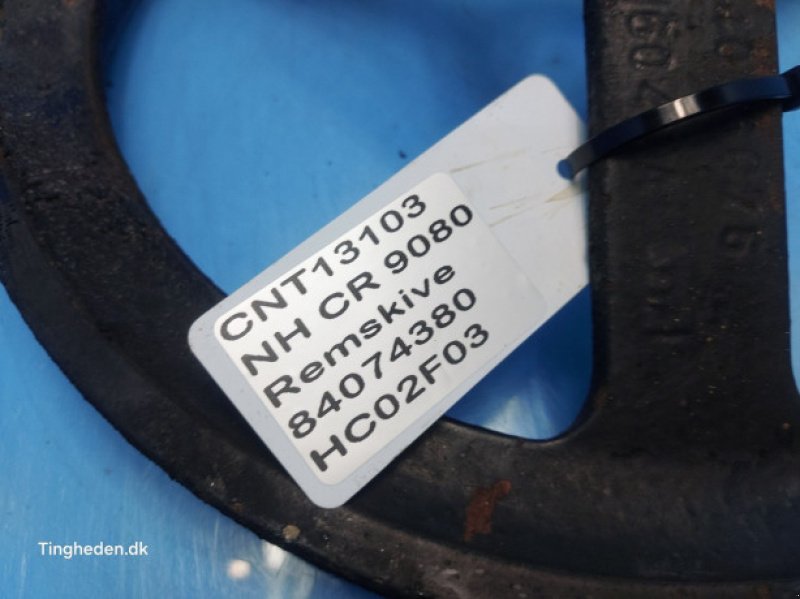 CNT13103
NH CR 9080
Remskive
84074380
HC02F03
Tingheden.dk